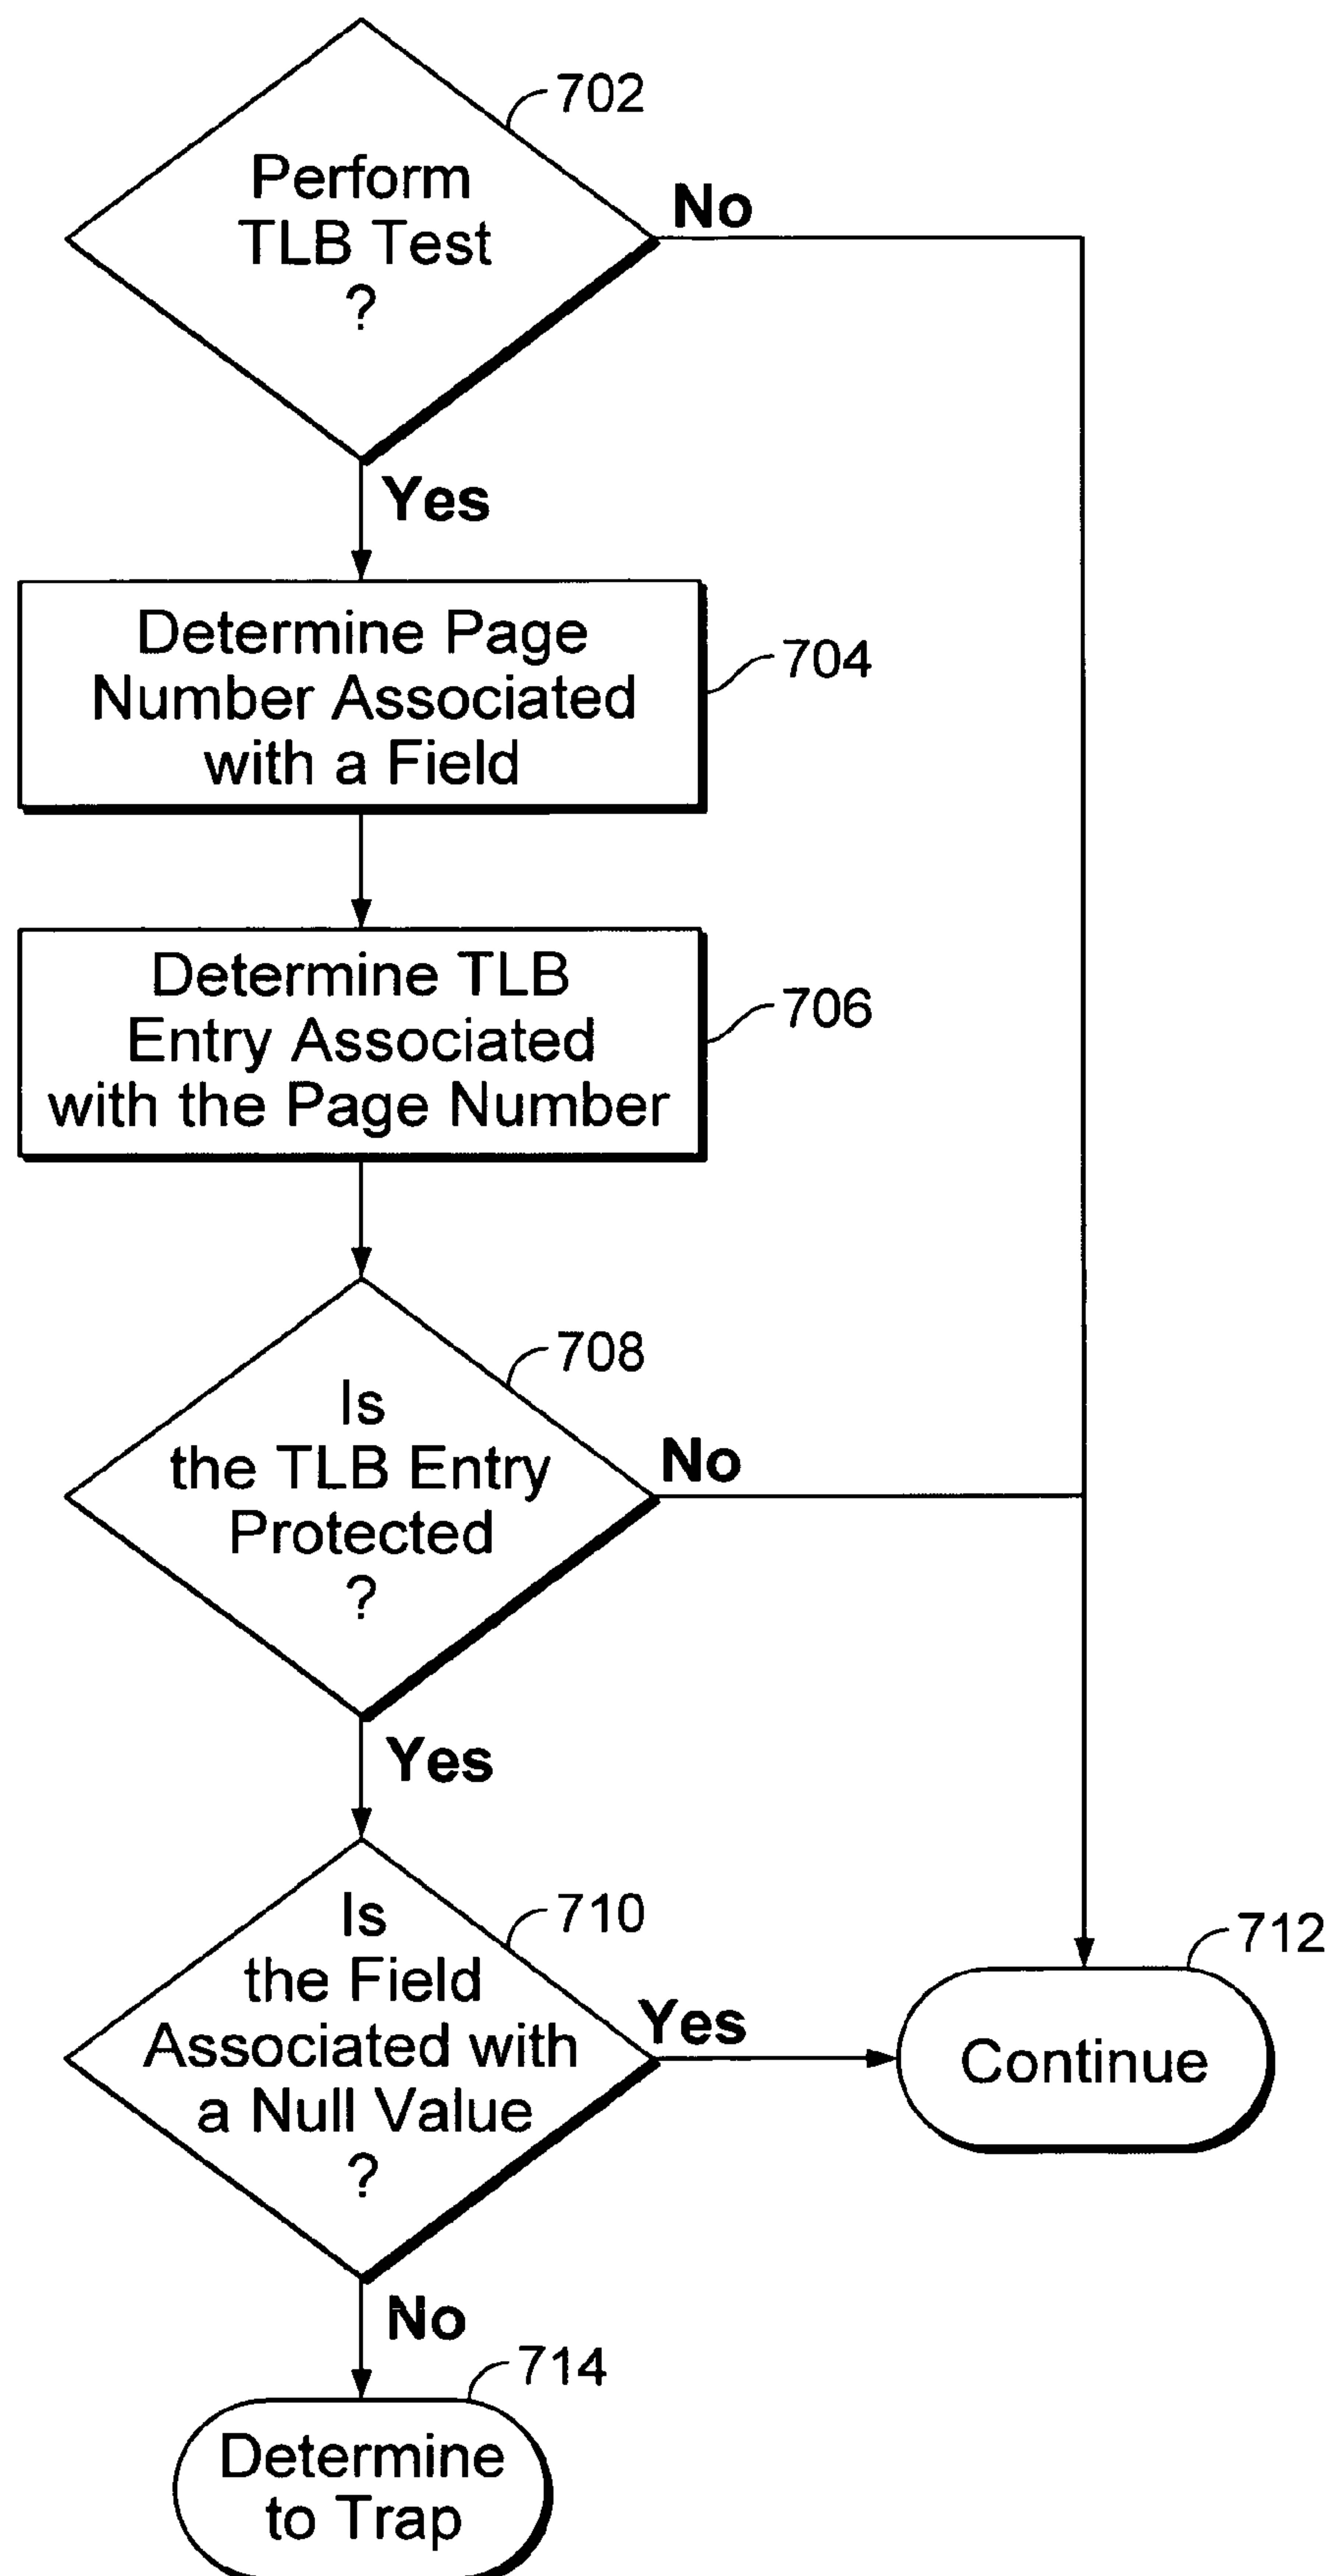 702
Perform
TLB Test
?
No
Yes
Determine Page
Number Associated
with a Field
704
Determine TLB
Entry Associated
with the Page Number
706
708
Is
the TLB Entry
Protected
?
No
Yes
710
Is
the Field
Associated with
a Null Value
?
Yes
712
Continue
No
714
Determine
to Trap